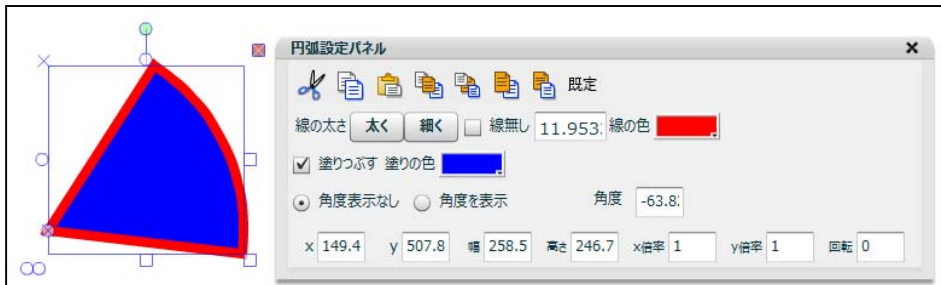 円弧設定パネル
既定
線の太さ 太く 細く 線無し 11.953 線の色
塗りつぶす 塗りの色
角度表示なし 角度を表示 角度 -63.8
x 149.4 y 507.8 幅 258.5 高さ 246.7 x倍率 1 y倍率 1 回転 0